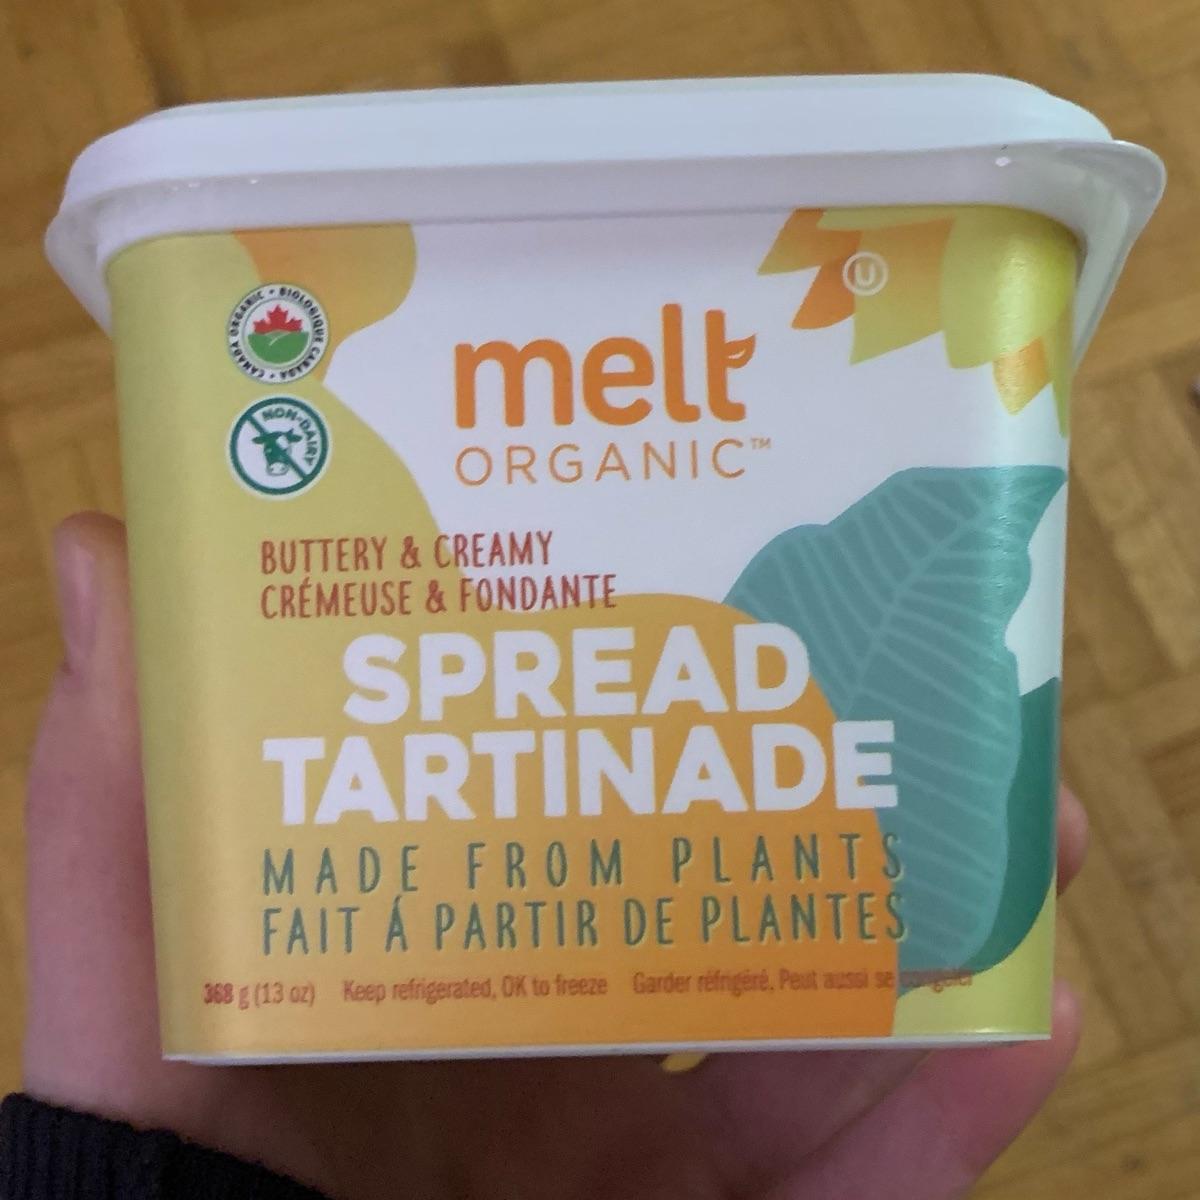 CANADA ORGANIC • BIOLOGIQUE CANADA •
U
melt
ORGANIC™
NON-DAIRY
BUTTERY & CREAMY
CRÉMEUSE & FONDANTE
SPREAD
TARTINADE
MADE FROM PLANTS
FAIT Á PARTIR DE PLANTES
368 g (13 oz) Keep refrigerated, OK to freeze Garder réfrigéré, Peut aussi se congeler